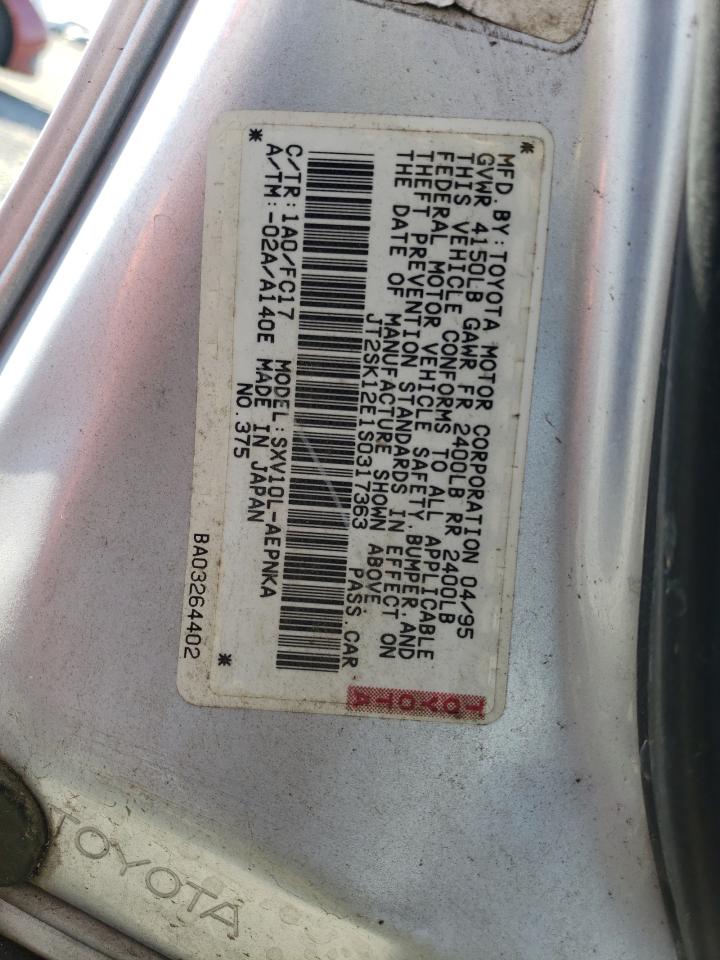 MFD.BY:TOYOTA MOTOR CORPORATION 04/95
GVWR 4150LB GAWR FR 2400LB RR 2400LB
THIS VEHICLE CONFORMS TO ALL APPLICABLE
FEDERAL MOTOR VEHICLE SAFETY,BUMPER,AND
THEFT PREVENTION STANDARDS IN EFFECT ON
THE DATE OF MANUFACTURE SHOWN ABOVE.
JT2SK12E1S0317363 PASS.CAR
C/TR:1A0/FC17 MODEL:SXV10L-AEPNKA
A/TM:-02A/A140E MADE IN JAPAN
NO.375
BA03264402
TOYOTA
TOYOTA